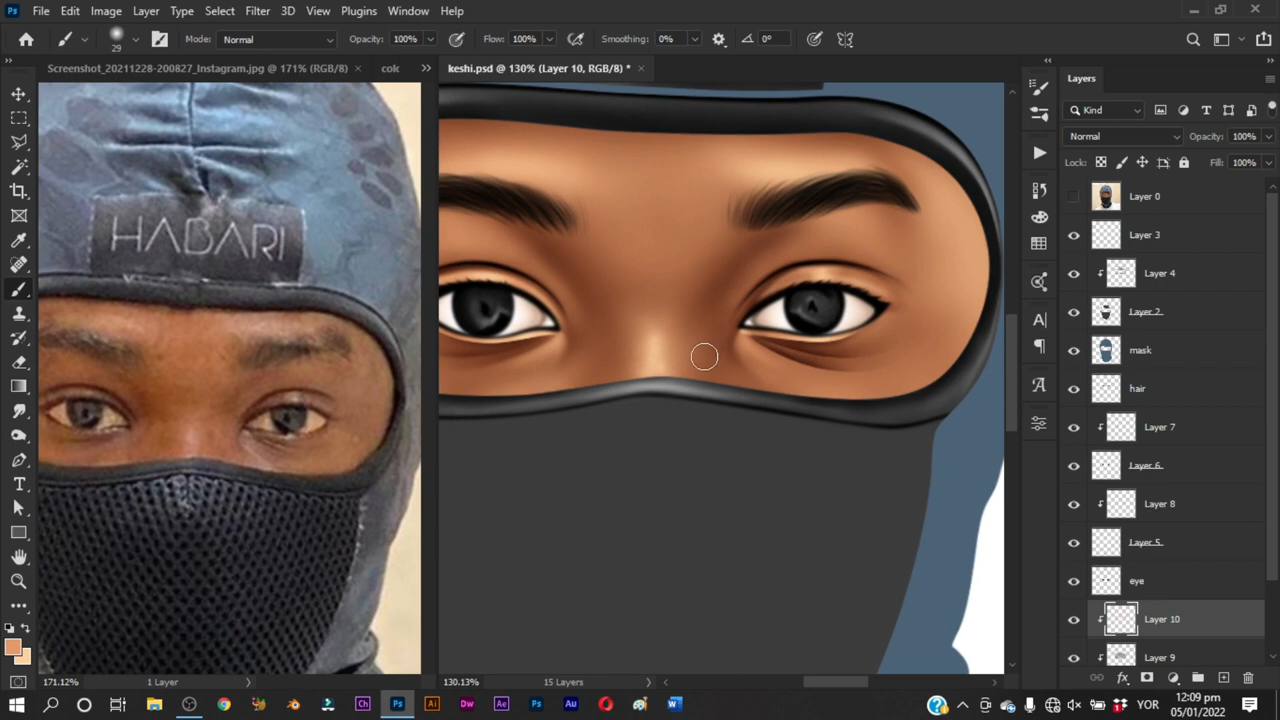 File Edit Image Layer Type Select Filter 3D View Plugins Window Help
29 Mode: Normal Opacity: 100% Flow: 100% Smoothing: 0% 0°
Screenshot_20211228-200827_Instagram.jpg @ 171% (RGB/8) × cok keshi.psd @ 130% (Layer 10, RGB/8) * ×
Layers
Kind
Normal Opacity: 100%
Lock: Fill: 100%
Layer 0
Layer 3
Layer 4
Layer 2
mask
hair
Layer 7
Layer 6
Layer 8
Layer 5
eye
Layer 10
Layer 9
HABARI
171.12% 1 Layer 130.13% 15 Layers
12:09 pm
YOR
05/01/2022